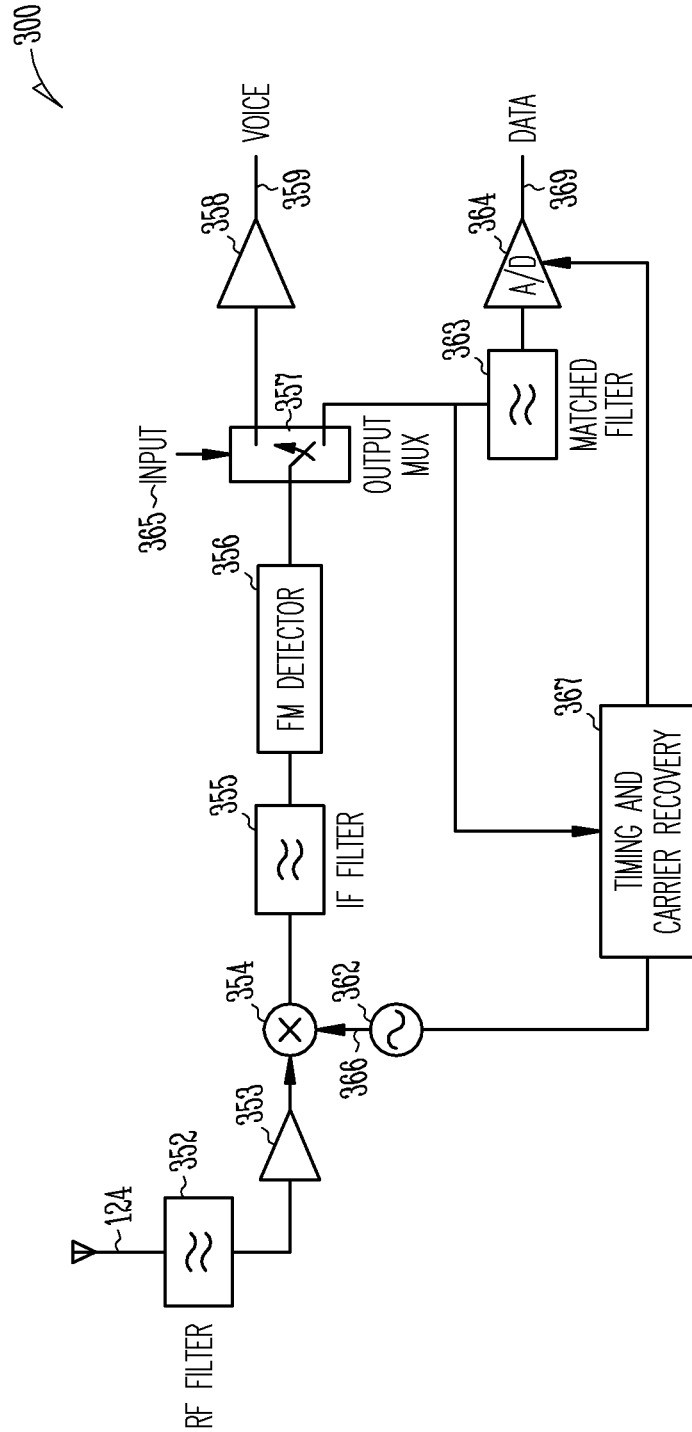 300
124
RF FILTER
352
353
354
366
362
355
IF FILTER
FM DETECTOR
356
365
INPUT
357
OUTPUT
MUX
358
VOICE
359
363
MATCHED
FILTER
A/D
364
DATA
369
TIMING AND
CARRIER RECOVERY
367